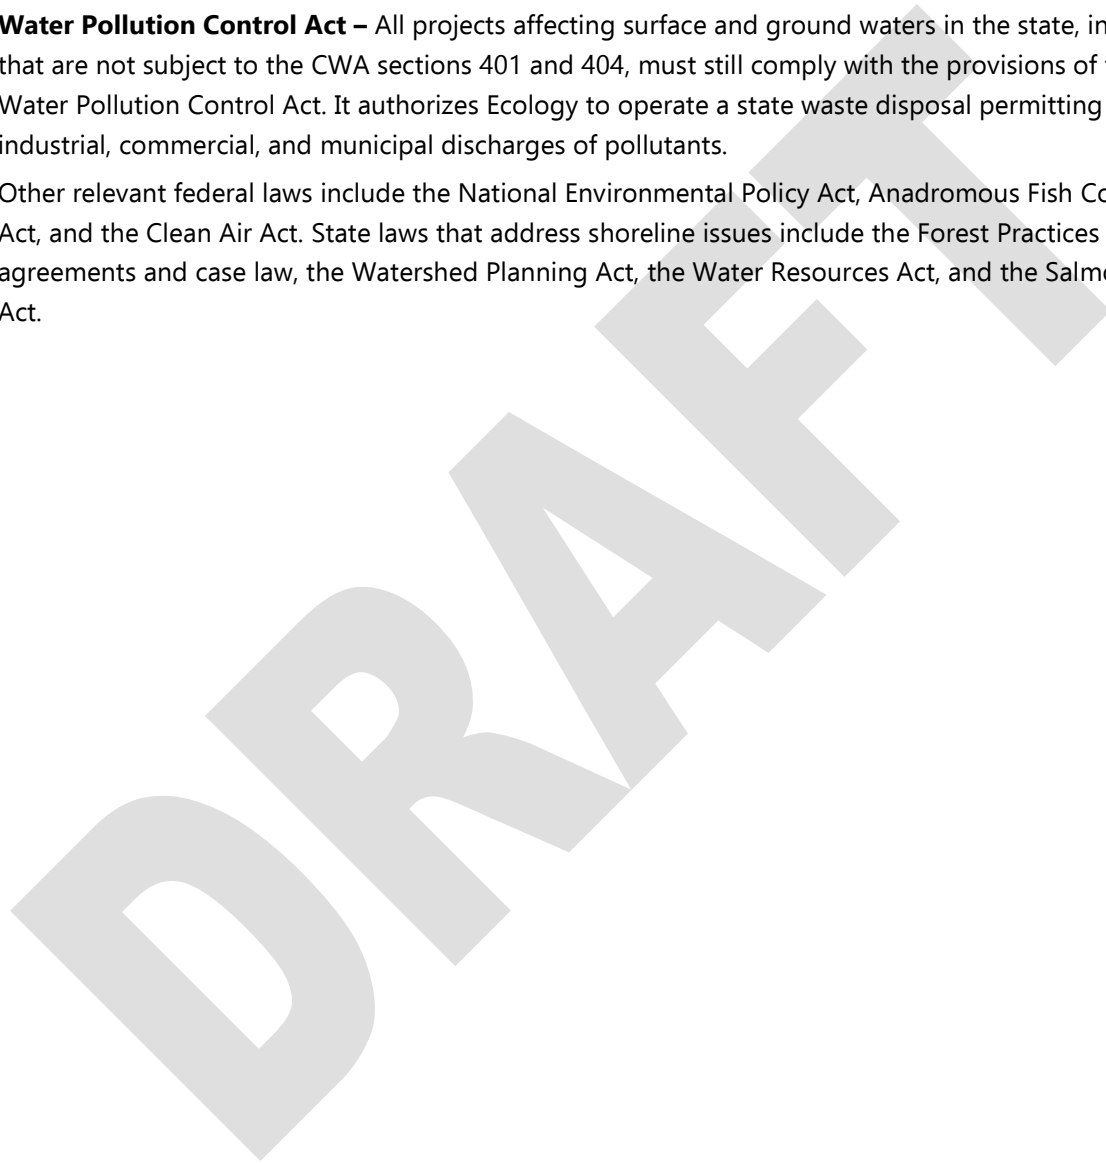 Water Pollution Control Act – All projects affecting surface and ground waters in the state, in
that are not subject to the CWA sections 401 and 404, must still comply with the provisions of
Water Pollution Control Act. It authorizes Ecology to operate a state waste disposal permitting
industrial, commercial, and municipal discharges of pollutants.
Other relevant federal laws include the National Environmental Policy Act, Anadromous Fish Co
Act, and the Clean Air Act. State laws that address shoreline issues include the Forest Practices
agreements and case law, the Watershed Planning Act, the Water Resources Act, and the Salm
Act.
DRAFT